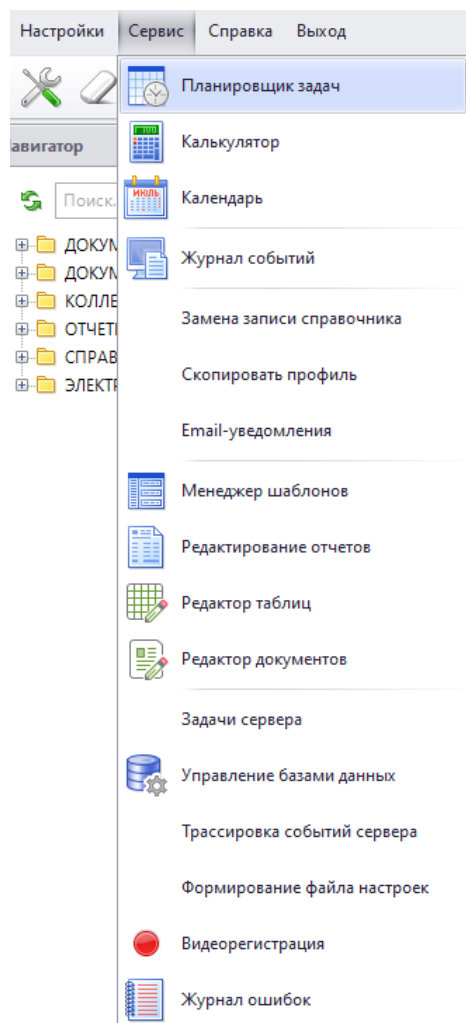 Настройки Сервис Справка Выход
Планировщик задач
авигатор
Калькулятор
Поиск.
ИЮЛЬ
Календарь
ДОКУМ
Журнал событий
ДОКУМ
КОЛЛЕ
Замена записи справочника
ОТЧЕТ
СПРАВ
Скопировать профиль
ЭЛЕКТР
Email-уведомления
Менеджер шаблонов
Редактирование отчетов
Редактор таблиц
Редактор документов
Задачи сервера
Управление базами данных
Трассировка событий сервера
Формирование файла настроек
Видеорегистрация
Журнал ошибок